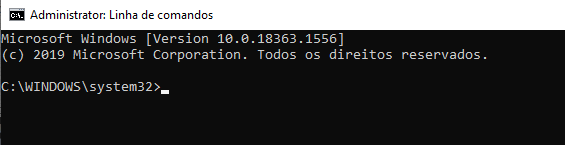 Administrator: Linha de comandos
Microsoft Windows [Version 10.0.18363.1556]
(c) 2019 Microsoft Corporation. Todos os direitos reservados.
C:\WINDOWS\system32>